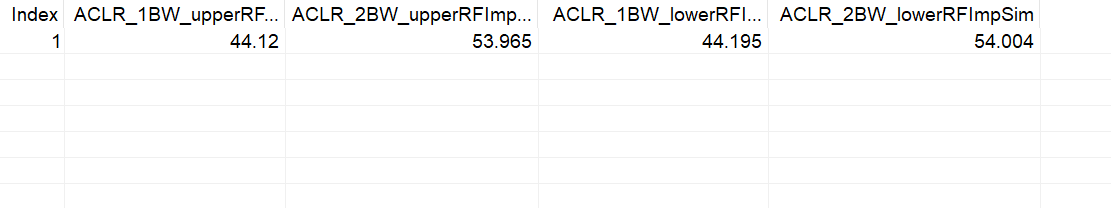 Index ACLR_1BW_upperRF... ACLR_2BW_upperRFImp... ACLR_1BW_lowerRFI... ACLR_2BW_lowerRFImpSim
1 44.12 53.965 44.195 54.004